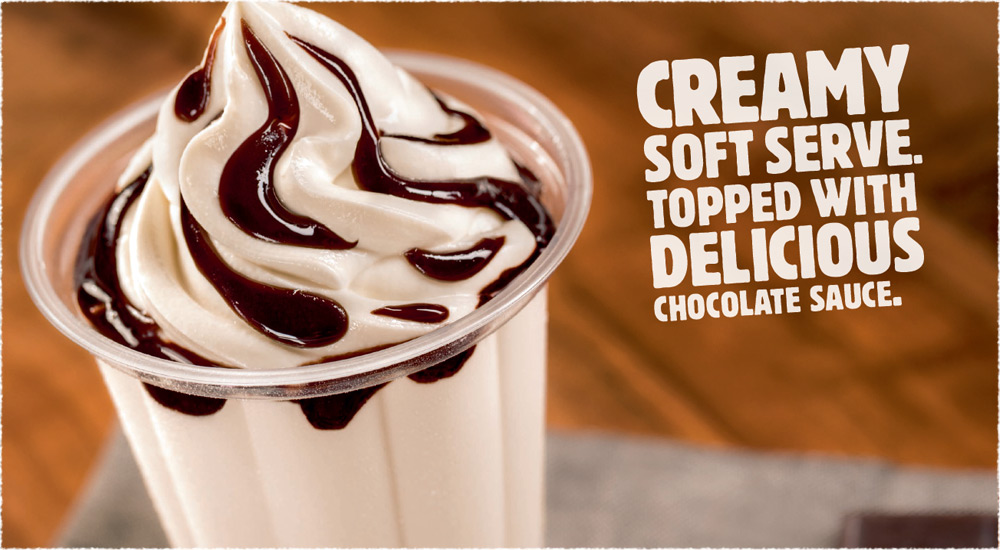 CREAMY
SOFT SERVE.
TOPPED WITH
DELICIOUS
CHOCOLATE SAUCE.